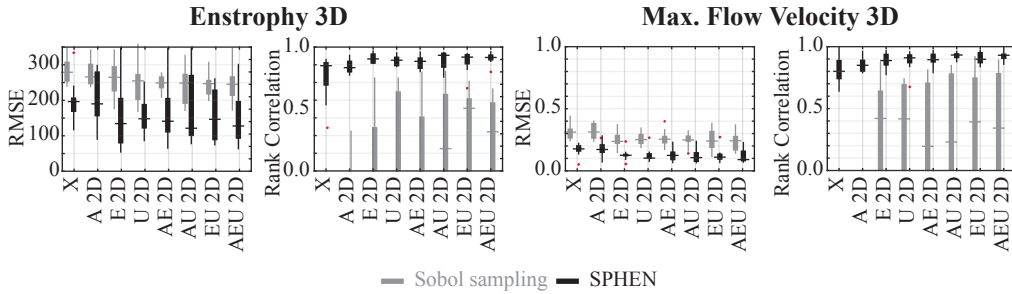 Enstrophy 3D
Max. Flow Velocity 3D
RMSE
300
200
100
0
X
A 2D
E 2D
U 2D
AE 2D
AU 2D
EU 2D
AEU 2D
Rank Correlation
1.0
0.5
0.0
X
A 2D
E 2D
U 2D
AE 2D
AU 2D
EU 2D
AEU 2D
RMSE
1.0
0.5
0.0
X
A 2D
E 2D
U 2D
AE 2D
AU 2D
EU 2D
AEU 2D
Rank Correlation
1.0
0.5
0.0
X
A 2D
E 2D
U 2D
AE 2D
AU 2D
EU 2D
AEU 2D
Sobol sampling SPHEN